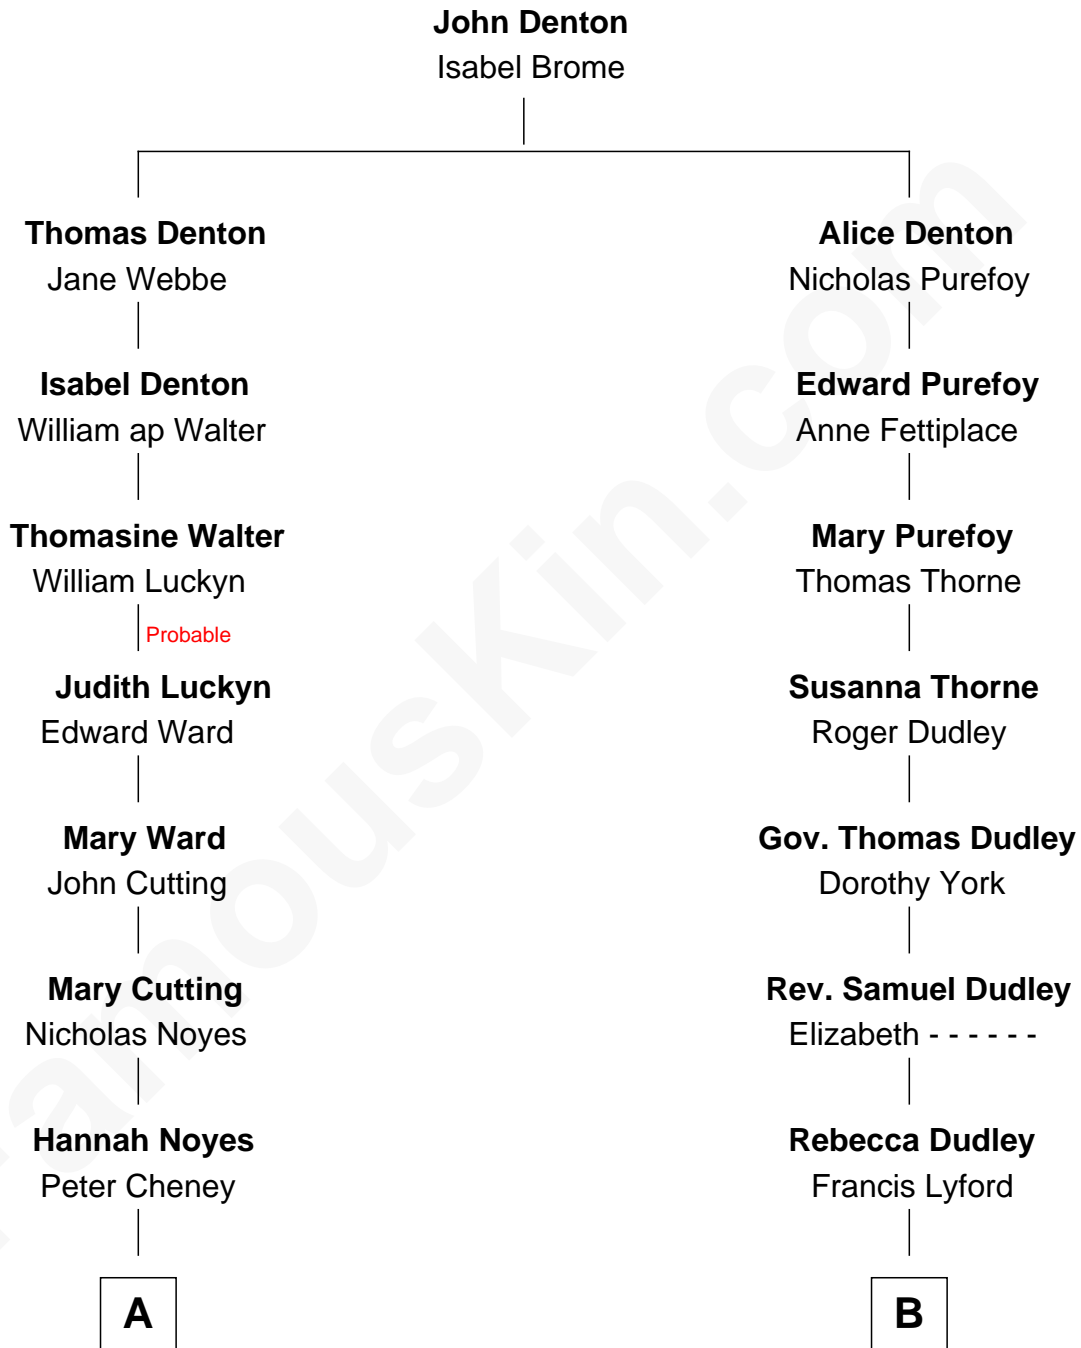 John Denton
Isabel Brome
Thomas Denton
Jane Webbe
Alice Denton
Nicholas Purefoy
Isabel Denton
William ap Walter
Edward Purefoy
Anne Fettiplace
Thomasine Walter
William Luckyn
Mary Purefoy
Thomas Thorne
Probable
Judith Luckyn
Edward Ward
Susanna Thorne
Roger Dudley
Mary Ward
John Cutting
Gov. Thomas Dudley
Dorothy York
Mary Cutting
Nicholas Noyes
Rev. Samuel Dudley
Elizabeth - - - - - -
Hannah Noyes
Peter Cheney
Rebecca Dudley
Francis Lyford
A
B
FamousKin.com